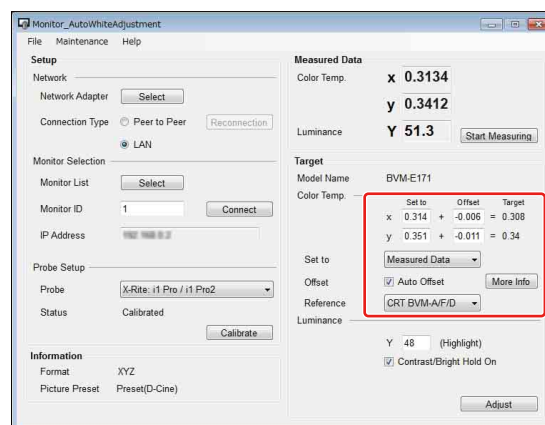 Monitor_AutoWhiteAdjustment
File Maintenance Help
Setup
Network
Network Adapter Select
Connection Type Peer to Peer Reconnection
LAN
Monitor Selection
Monitor List Select
Monitor ID 1 Connect
IP Address
Probe Setup
Probe X-Rite: i1 Pro / i1 Pro2
Status Calibrated
Calibrate
Information
Format XYZ
Picture Preset Preset(D-Cine)
Measured Data
Color Temp. x 0.3134
y 0.3412
Luminance Y 51.3 Start Measuring
Target
Model Name BVM-E171
Color Temp.
Set to Offset Target
x 0.314 + -0.006 = 0.308
y 0.351 + -0.011 = 0.34
Set to Measured Data
Offset Auto Offset More Info
Reference CRT BVM-A/F/D
Luminance
Y 48 (Highlight)
Contrast/Bright Hold On
Adjust